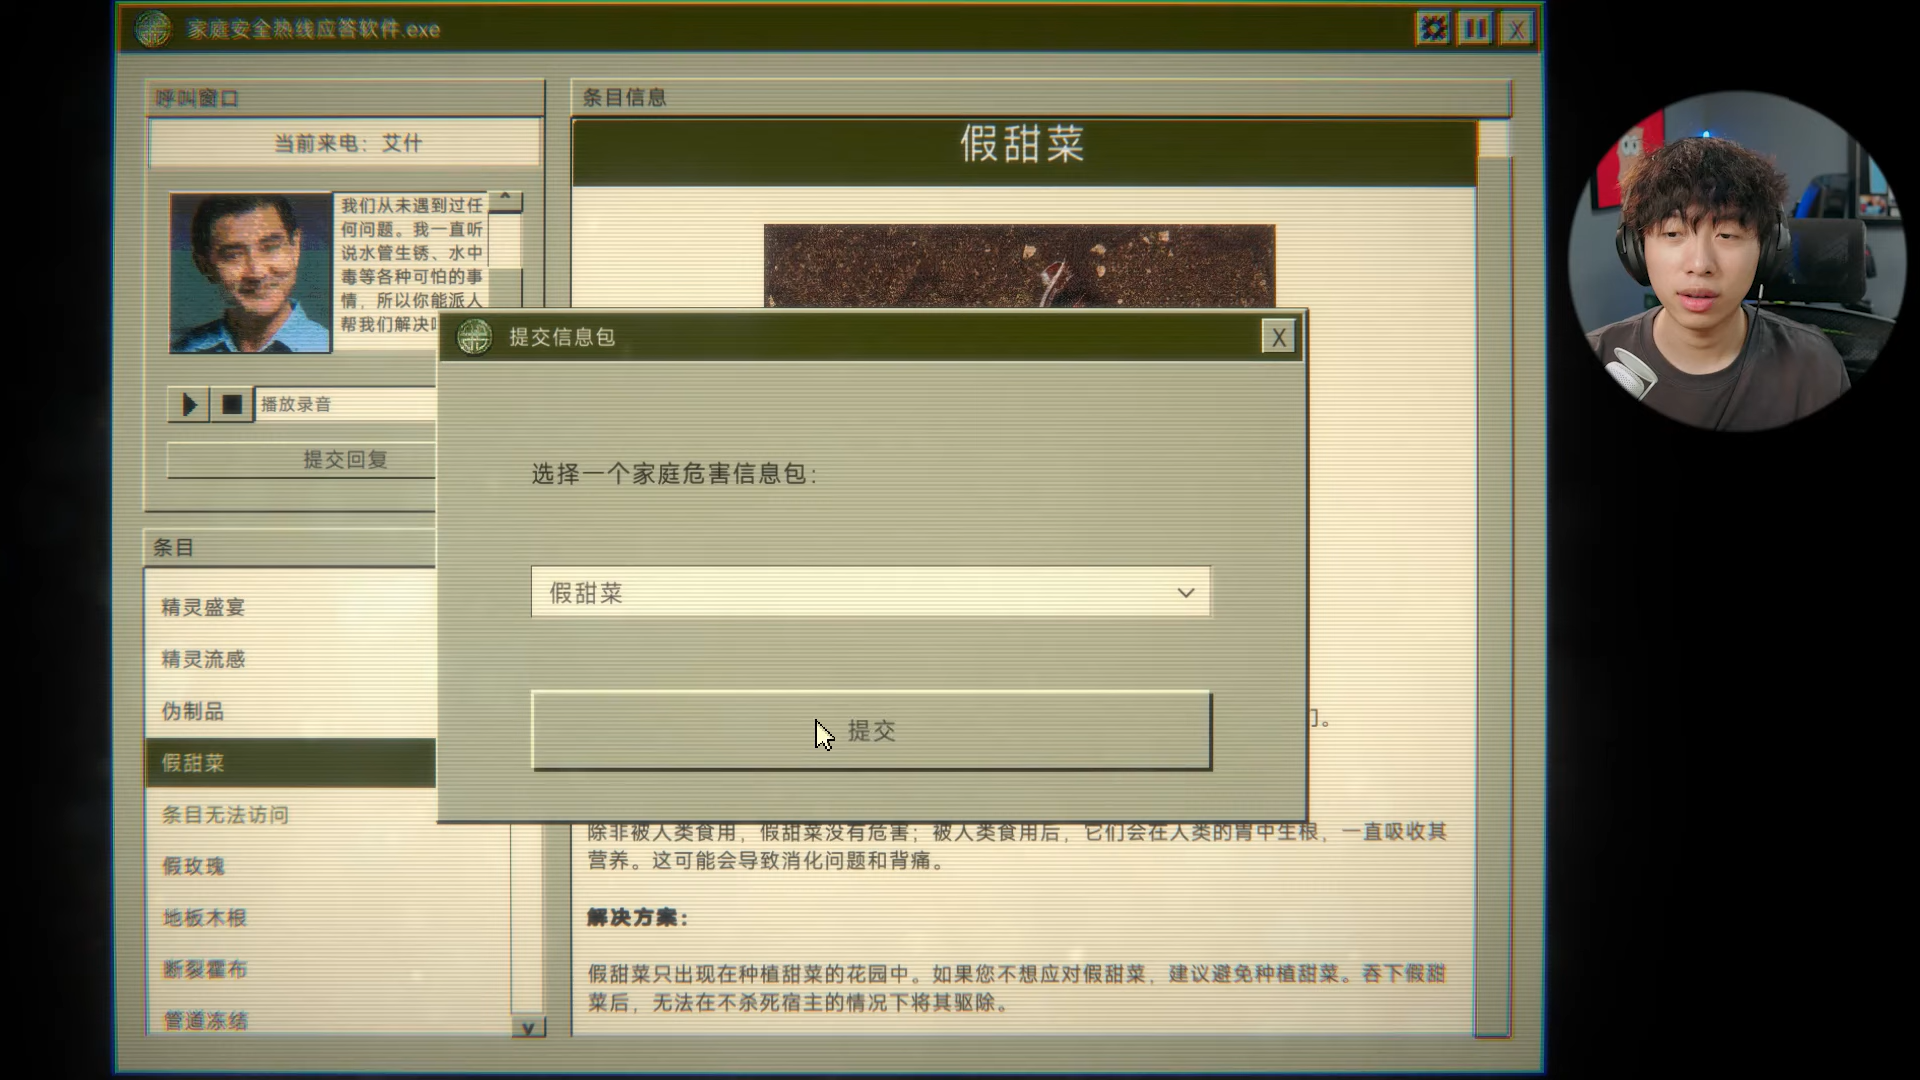 家庭安全热线应答软件.exe
X
呼叫窗口
当前来电：艾什
我们从未遇到过任
何问题。我一直听
说水管生锈、水中
毒等各种可怕的事
情，所以你能派人
帮我们解决
播放录音
提交回复
条目
精灵盛宴
精灵流感
伪制品
假甜菜
条目无法访问
假玫瑰
地板木根
断裂霍布
管道冻结
条目信息
假甜菜
提交信息包
X
选择一个家庭危害信息包：
假甜菜
提交
们。
除非被人类食用，假甜菜没有危害；被人类食用后，它们会在人类的胃中生根，一直吸收其
营养。这可能会导致消化问题和背痛。
解决方案：
假甜菜只出现在种植甜菜的花园中。如果您不想应对假甜菜，建议避免种植甜菜。吞下假甜
菜后，无法在不杀死宿主的情况下将其驱除。